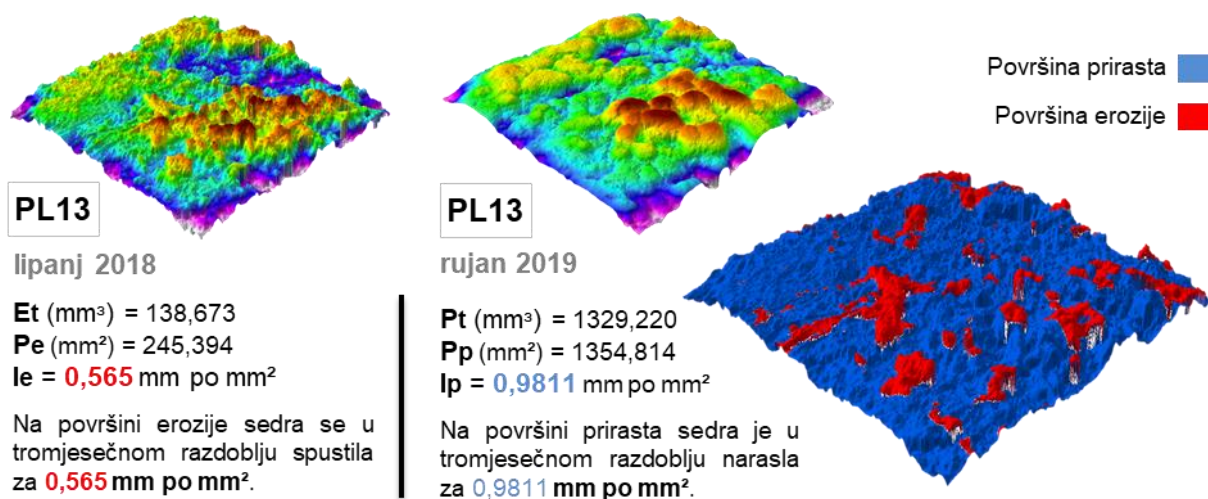 Površina prirasta
Površina erozije
PL13
lipanj 2018
Et (mm³) = 138,673
Pe (mm²) = 245,394
Ie = 0,565 mm po mm²
Na površini erozije sedra se u
tromjesečnom razdoblju spustila
za 0,565 mm po mm².
PL13
rujan 2019
Pt (mm³) = 1329,220
Pp (mm²) = 1354,814
Ip = 0,9811 mm po mm²
Na površini prirasta sedra je u
tromjesečnom razdoblju narasla
za 0,9811 mm po mm².